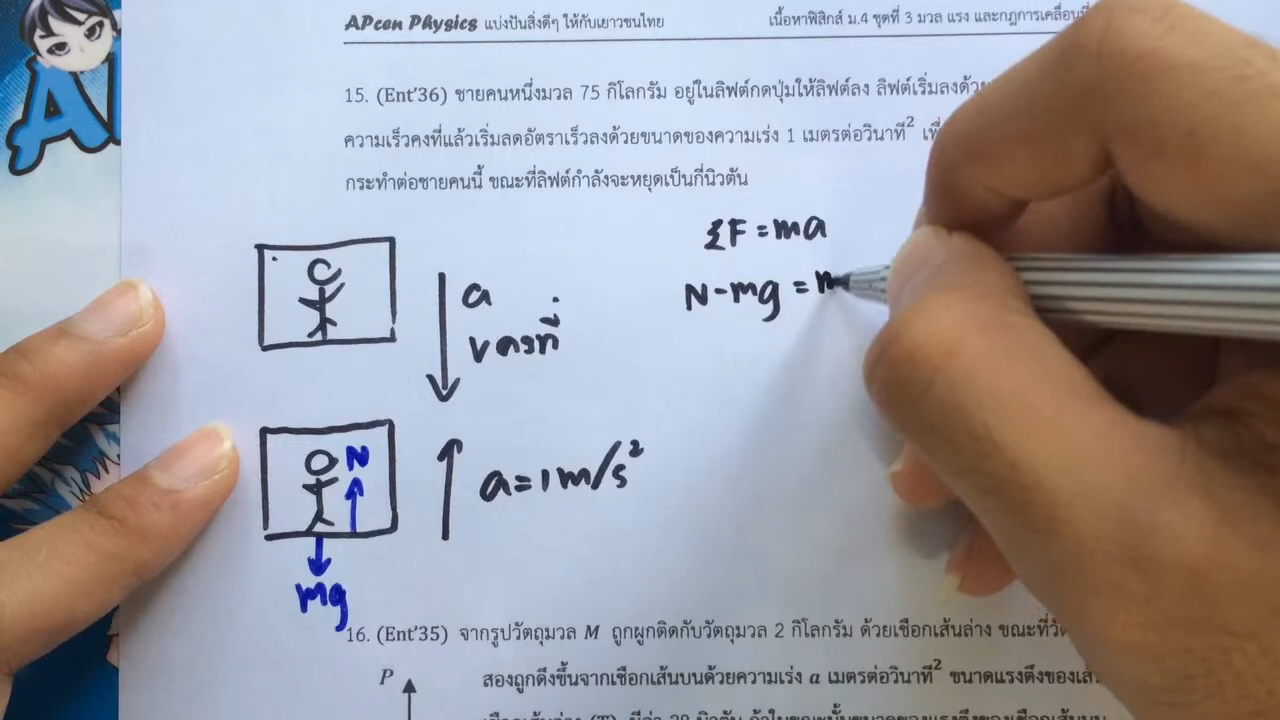 APcen Physics แบ่งปันสิ่งดีๆ ให้กับเยาวชนไทย
เนื้อหาฟิสิกส์ ม.4 ชุดที่ 3 มวล แรง และกฎการเคลื่อนที่
15. (Ent'36) ชายคนหนึ่งมวล 75 กิโลกรัม อยู่ในลิฟต์กดปุ่มให้ลิฟต์ลง ลิฟต์เริ่มลงด้วย
ความเร็วคงที่แล้วเริ่มลดอัตราเร็วลงด้วยขนาดของความเร่ง 1 เมตรต่อวินาที²
กระทำต่อชายคนนี้ ขณะที่ลิฟต์กำลังจะหยุดเป็นกี่นิวตัน
ΣF = ma
N - mg = m
a
v คงที่
N
a = 1 m/s²
mg
16. (Ent'35) จากรูปวัตถุมวล M ถูกผูกติดกับวัตถุมวล 2 กิโลกรัม ด้วยเชือกเส้นล่าง
P
สองถูกดึงขึ้นจากเชือกเส้นบนด้วยความเร่ง a เมตรต่อวินาที² ขนาดแรงตึงของ